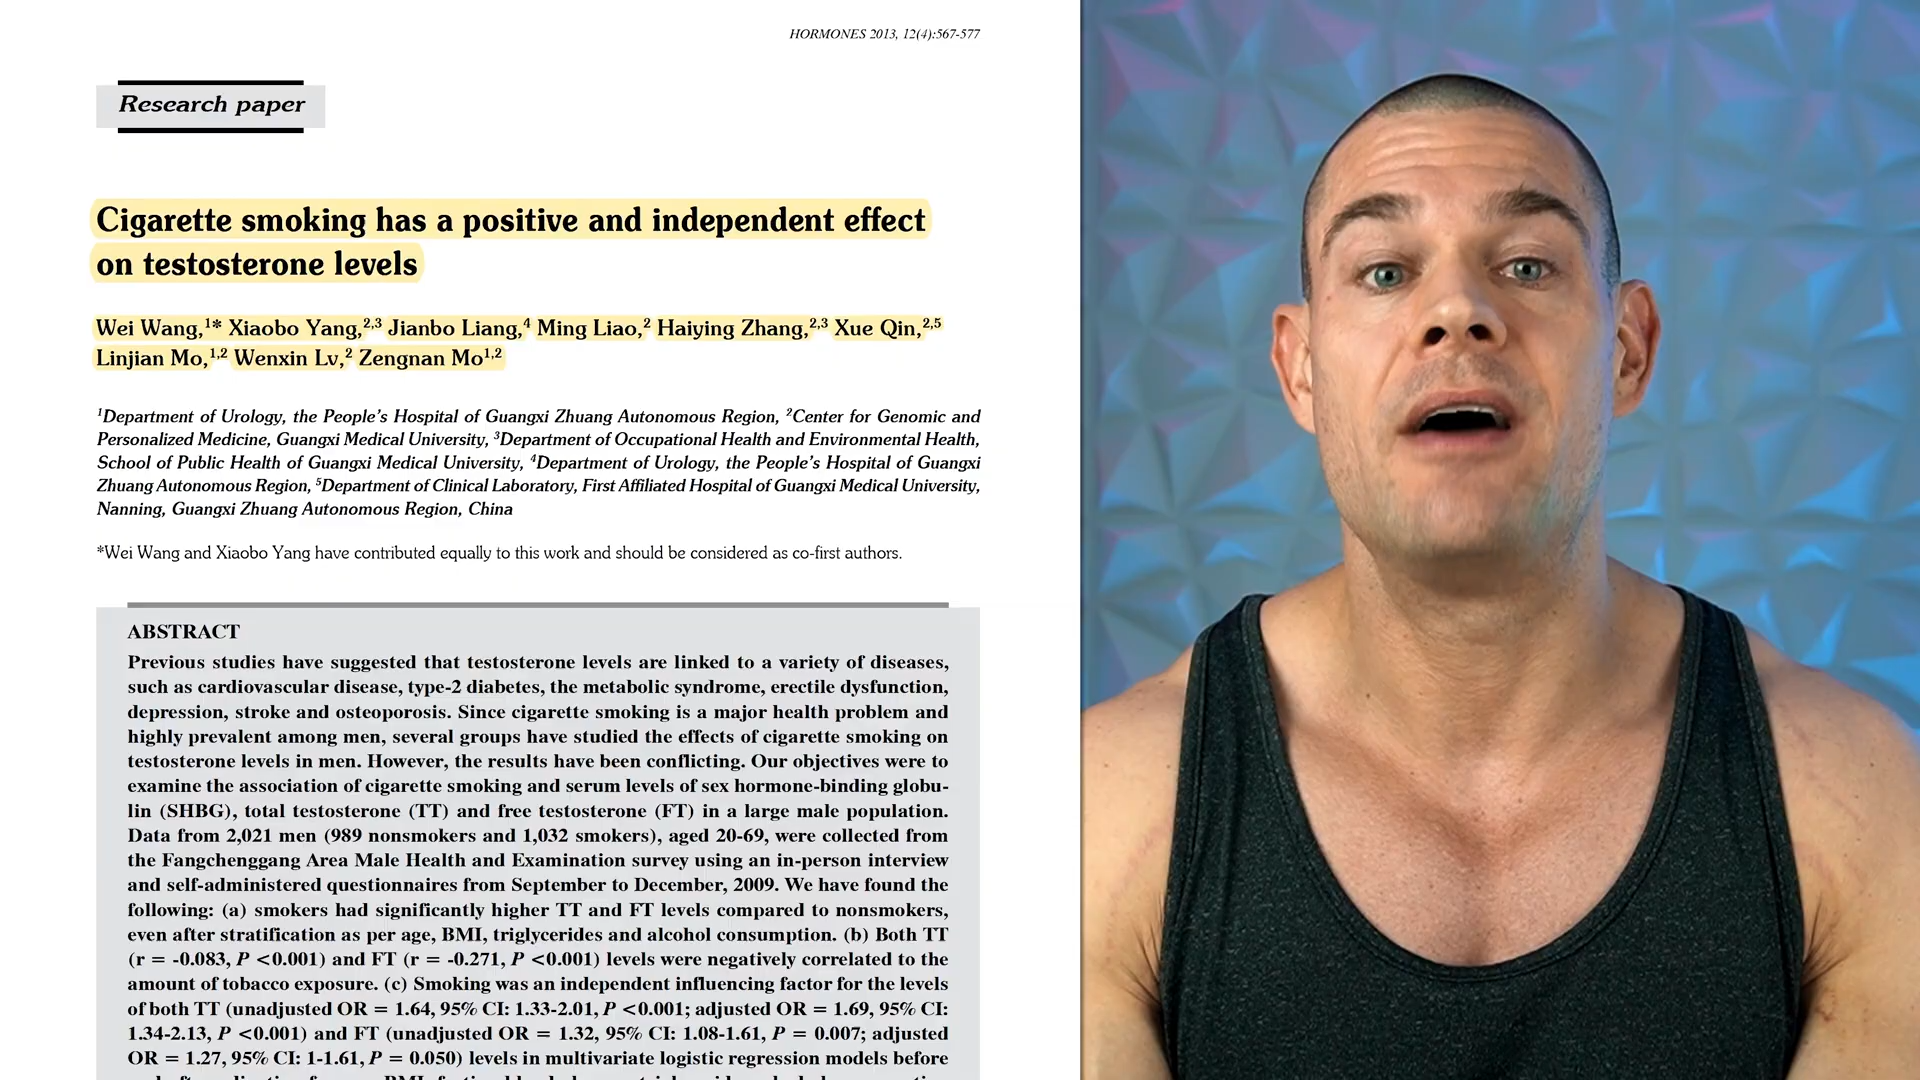 HORMONES 2013, 12(4):567-577
Research paper
Cigarette smoking has a positive and independent effect
on testosterone levels
Wei Wang,¹* Xiaobo Yang,²,³ Jianbo Liang,⁴ Ming Liao,² Haiying Zhang,²,³ Xue Qin,²,⁵
Linjian Mo,¹,² Wenxin Lv,² Zengnan Mo¹,²
¹Department of Urology, the People's Hospital of Guangxi Zhuang Autonomous Region, ²Center for Genomic and
Personalized Medicine, Guangxi Medical University, ³Department of Occupational Health and Environmental Health,
School of Public Health of Guangxi Medical University, ⁴Department of Urology, the People's Hospital of Guangxi
Zhuang Autonomous Region, ⁵Department of Clinical Laboratory, First Affiliated Hospital of Guangxi Medical University,
Nanning, Guangxi Zhuang Autonomous Region, China
*Wei Wang and Xiaobo Yang have contributed equally to this work and should be considered as co-first authors.
ABSTRACT
Previous studies have suggested that testosterone levels are linked to a variety of diseases,
such as cardiovascular disease, type-2 diabetes, the metabolic syndrome, erectile dysfunction,
depression, stroke and osteoporosis. Since cigarette smoking is a major health problem and
highly prevalent among men, several groups have studied the effects of cigarette smoking on
testosterone levels in men. However, the results have been conflicting. Our objectives were to
examine the association of cigarette smoking and serum levels of sex hormone-binding globu-
lin (SHBG), total testosterone (TT) and free testosterone (FT) in a large male population.
Data from 2,021 men (989 nonsmokers and 1,032 smokers), aged 20-69, were collected from
the Fangchenggang Area Male Health and Examination survey using an in-person interview
and self-administered questionnaires from September to December, 2009. We have found the
following: (a) smokers had significantly higher TT and FT levels compared to nonsmokers,
even after stratification as per age, BMI, triglycerides and alcohol consumption. (b) Both TT
(r = -0.083, P <0.001) and FT (r = -0.271, P <0.001) levels were negatively correlated to the
amount of tobacco exposure. (c) Smoking was an independent influencing factor for the levels
of both TT (unadjusted OR = 1.64, 95% CI: 1.33-2.01, P <0.001; adjusted OR = 1.69, 95% CI:
1.34-2.13, P <0.001) and FT (unadjusted OR = 1.32, 95% CI: 1.08-1.61, P = 0.007; adjusted
OR = 1.27, 95% CI: 1-1.61, P = 0.050) levels in multivariate logistic regression models before